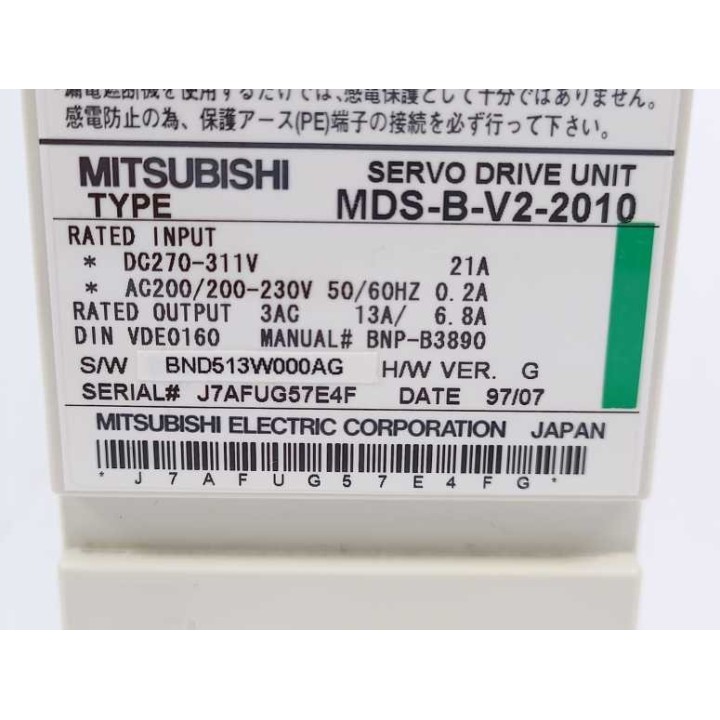 漏電遮断機を使用するだけでは、感電保護として十分ではありません。
感電防止の為、保護アース(PE)端子の接続を必ず行って下さい。
MITSUBISHI SERVO DRIVE UNIT
TYPE MDS-B-V2-2010
RATED INPUT
* DC270-311V 21A
* AC200/200-230V 50/60HZ 0.2A
RATED OUTPUT 3AC 13A/ 6.8A
DIN VDE0160 MANUAL# BNP-B3890
S/W BND513W000AG H/W VER. G
SERIAL# J7AFUG57E4F DATE 97/07
MITSUBISHI ELECTRIC CORPORATION JAPAN
*J7AFUG57E4FG*